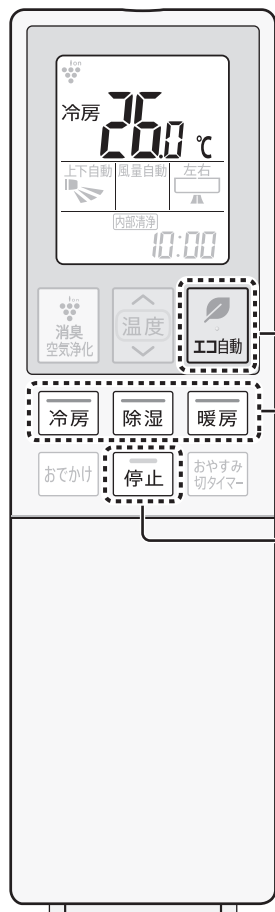 ion
冷房 26.0 ℃
上下自動 風量自動 左右
内部清浄
10:00
ion
消臭
空気浄化
温度
エコ自動
冷房 除湿 暖房
おでかけ 停止 おやすみ
切タイマー